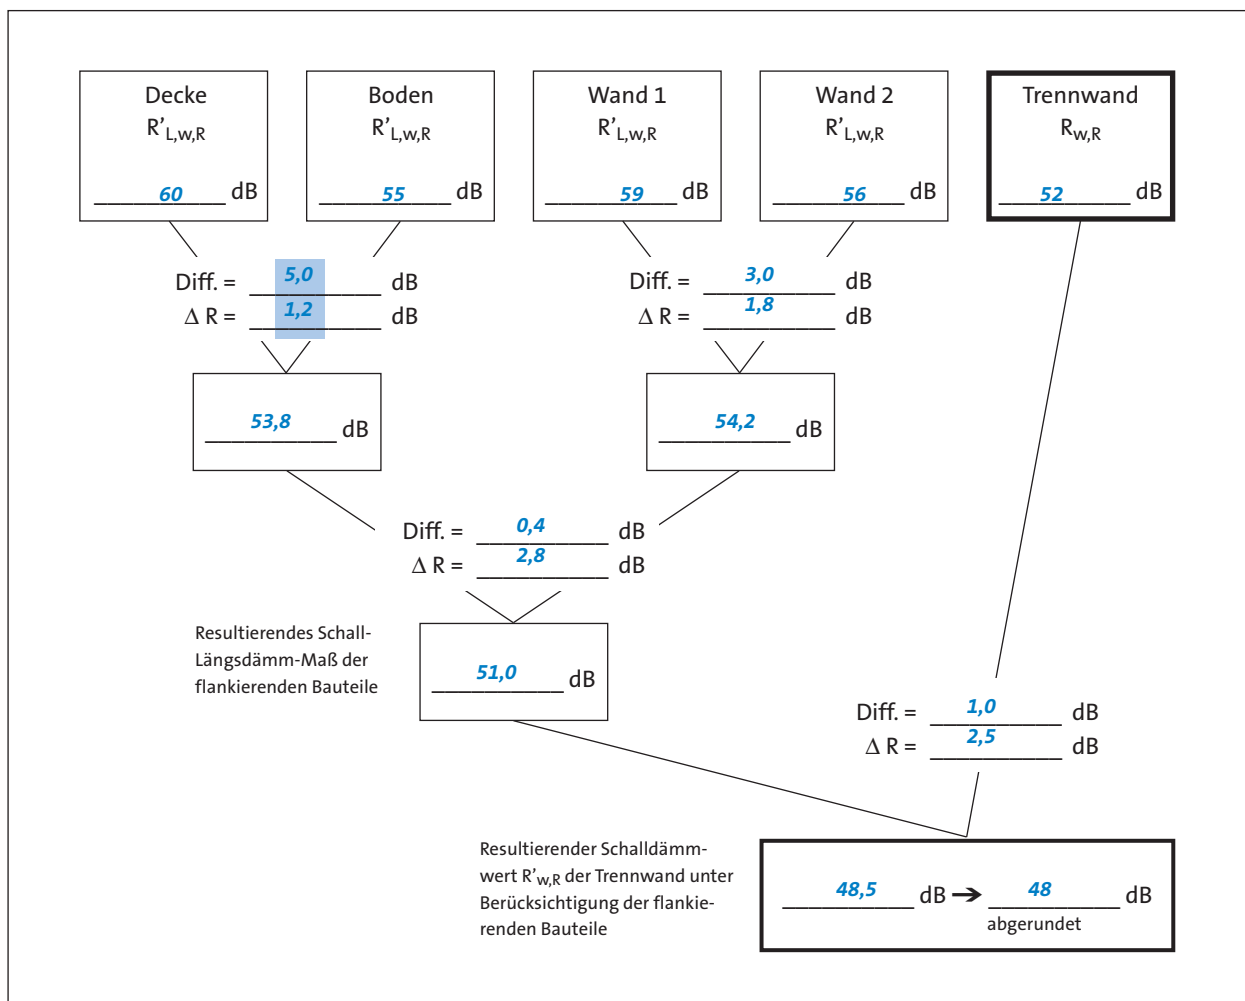 Decke
R'L,w,R
60 dB
Boden
R'L,w,R
55 dB
Wand 1
R'L,w,R
59 dB
Wand 2
R'L,w,R
56 dB
Trennwand
Rw,R
52 dB
Diff. = 5,0 dB
Δ R = 1,2 dB
Diff. = 3,0 dB
Δ R = 1,8 dB
53,8 dB
54,2 dB
Diff. = 0,4 dB
Δ R = 2,8 dB
Resultierendes Schall-
Längsdämm-Maß der
flankierenden Bauteile
51,0 dB
Diff. = 1,0 dB
Δ R = 2,5 dB
Resultierender Schalldämm-
wert R'w,R der Trennwand unter
Berücksichtigung der flankie-
renden Bauteile
48,5 dB ➔ 48 dB
abgerundet